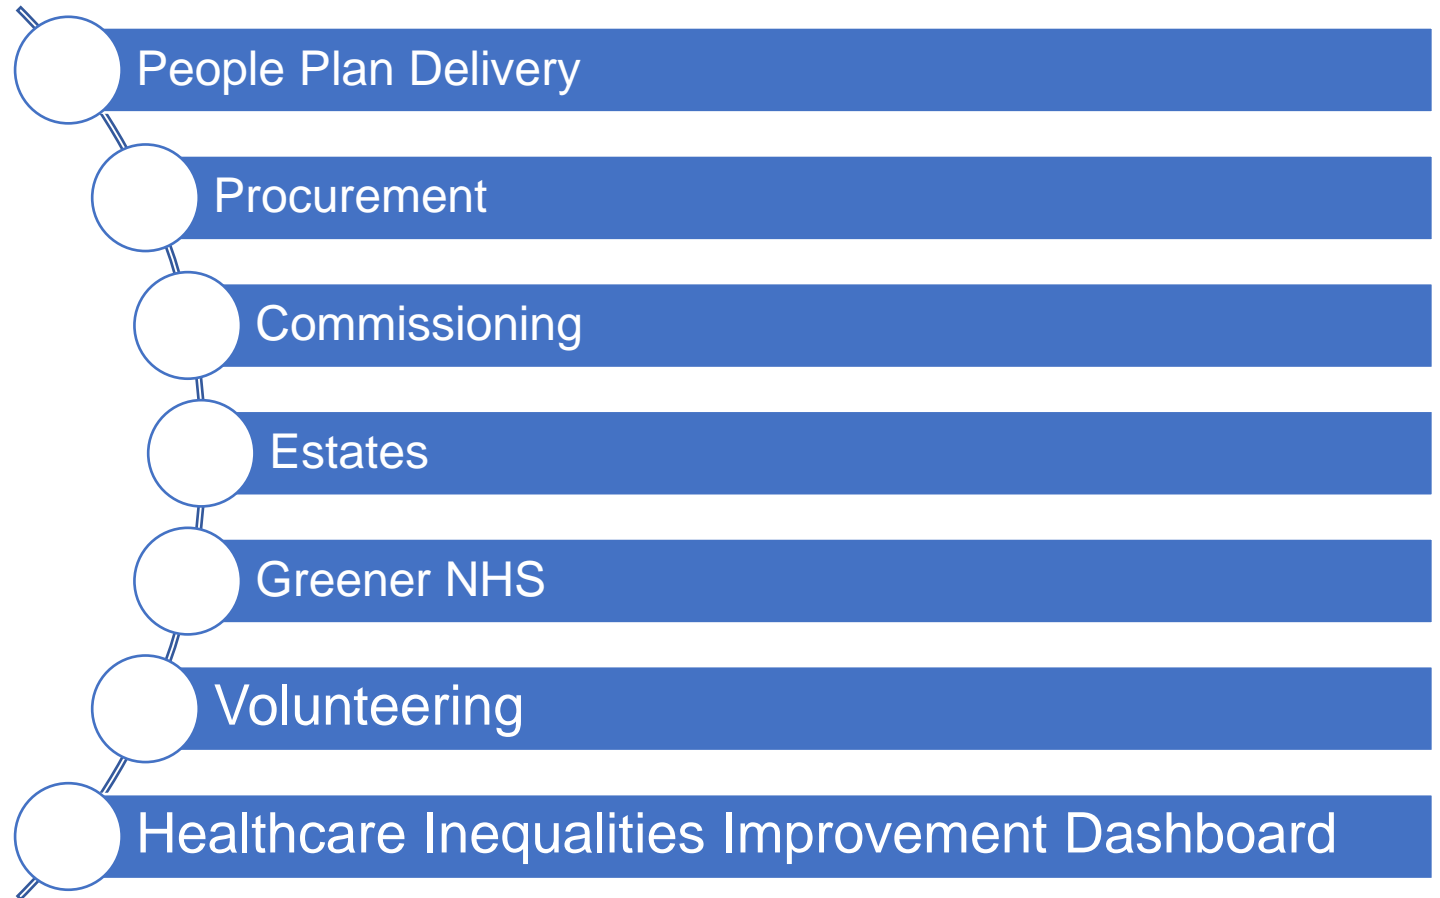 People Plan Delivery
Procurement
Commissioning
Estates
Greener NHS
Volunteering
Healthcare Inequalities Improvement Dashboard